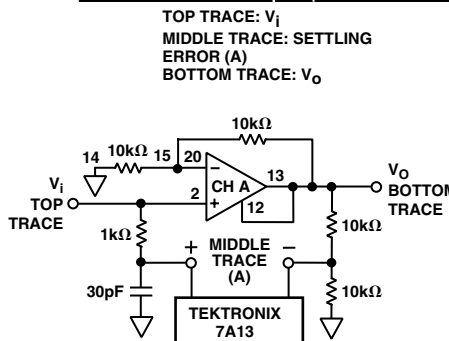 TOP TRACE: Vi
MIDDLE TRACE: SETTLING
ERROR (A)
BOTTOM TRACE: Vo
10kΩ
14 10kΩ 15 20
−
CH A
13
2
+
12
Vi
TOP
TRACE
VO
BOTTOM
TRACE
1kΩ
+ MIDDLE −
TRACE
(A)
10kΩ
30pF
10kΩ
TEKTRONIX
7A13